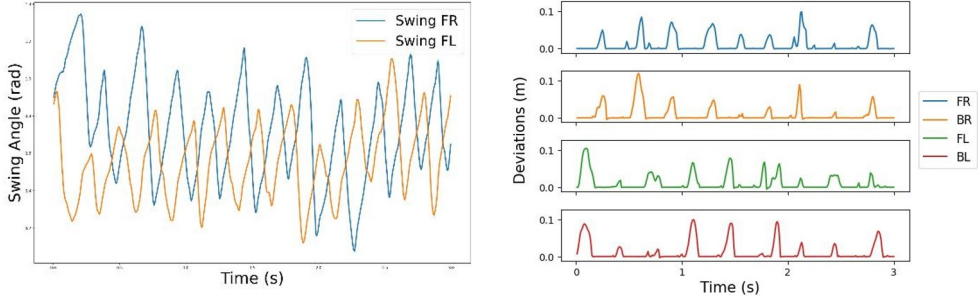 Swing Angle (rad)
Swing FR
Swing FL
Time (s)
Deviations (m)
0.1
0.0
0.1
0.0
0.1
0.0
0.1
0.0
0
1
2
3
Time (s)
FR
BR
FL
BL